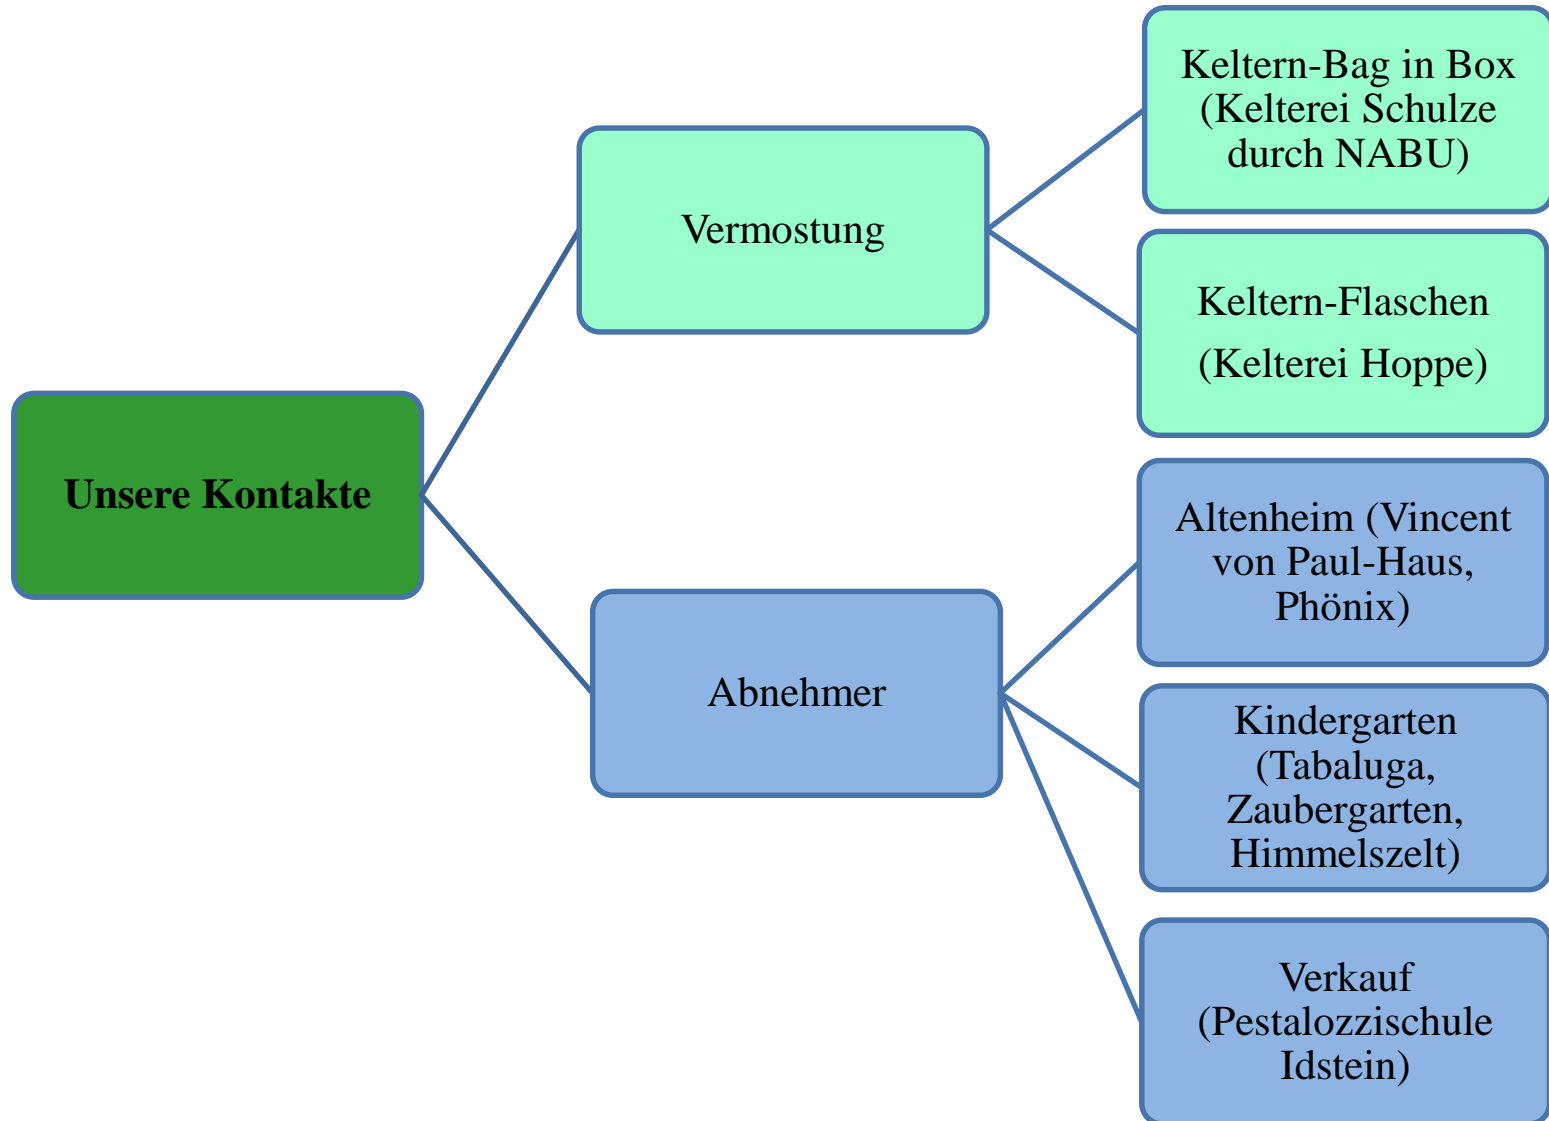 Unsere Kontakte
Vermostung
Keltern-Bag in Box
(Kelterei Schulze
durch NABU)
Keltern-Flaschen
(Kelterei Hoppe)
Abnehmer
Altenheim (Vincent
von Paul-Haus,
Phönix)
Kindergarten
(Tabaluga,
Zaubergarten,
Himmelszelt)
Verkauf
(Pestalozzischule
Idstein)